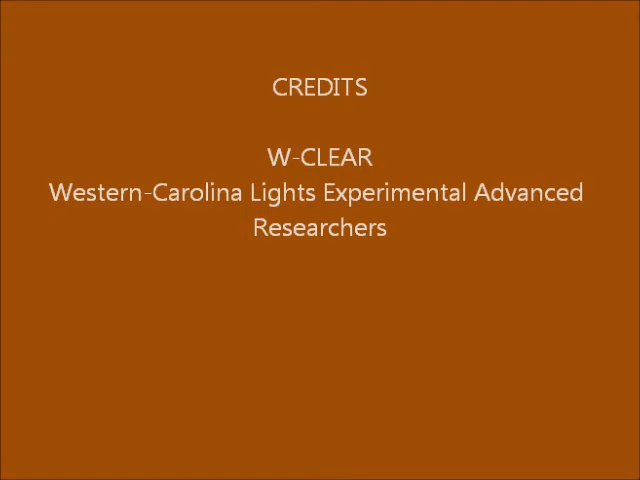 CREDITS
W-CLEAR
Western-Carolina Lights Experimental Advanced
Researchers